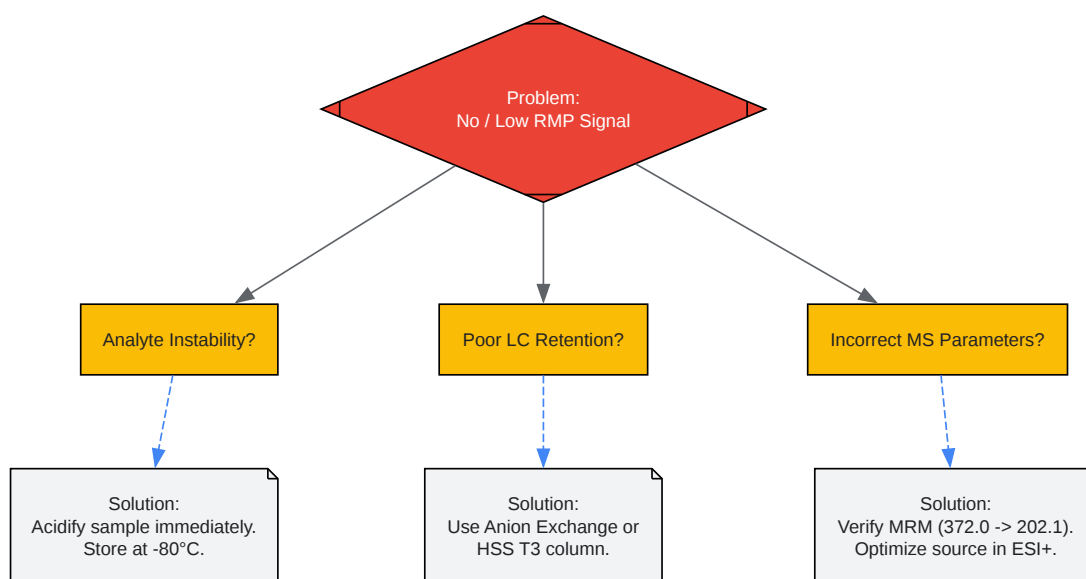 Problem:
No / Low RMP Signal
Analyte Instability?
Poor LC Retention?
Incorrect MS Parameters?
Solution:
Acidify sample immediately.
Store at -80°C.
Solution:
Use Anion Exchange or
HSS T3 column.
Solution:
Verify MRM (372.0 -> 202.1).
Optimize source in ESI+.